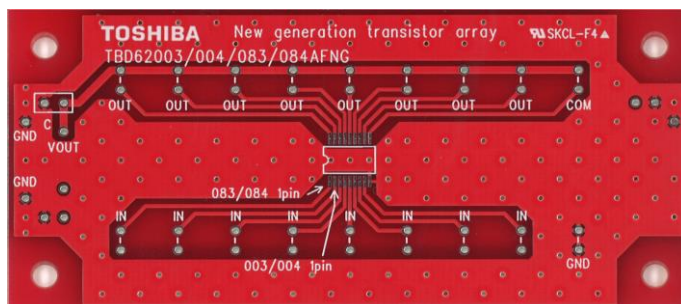 TOSHIBA New generation transistor array SKCL-F4
TBD62003/004/083/084AFNG
OUT OUT OUT OUT OUT OUT OUT OUT COM
C
GND
VOUT
GND
083/084 1pin
IN IN IN IN IN IN IN IN
003/004 1pin
GND